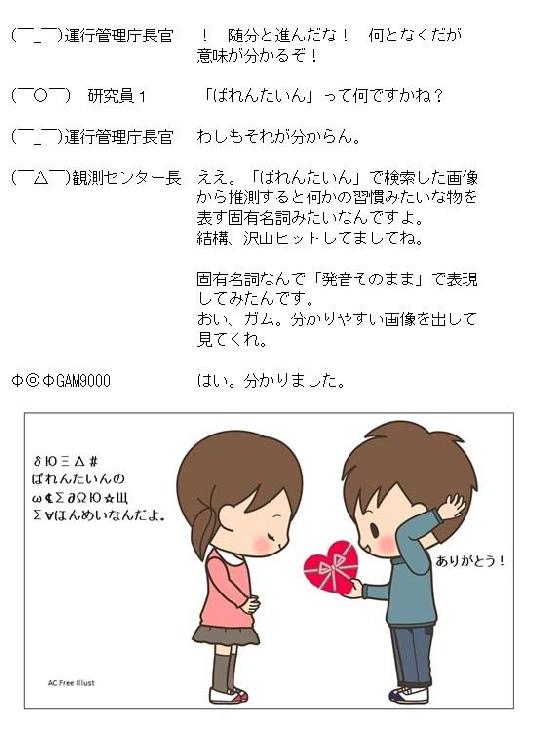 (￣_￣)運行管理庁長官　！　随分と進んだな！　何となくだが
意味が分かるぞ！
(￣〇￣)　研究員１　「ばれんたいん」って何ですかね？
(￣_￣)運行管理庁長官　わしもそれが分からん。
(￣△￣)観測センター長　ええ。「ばれんたいん」で検索した画像
から推測すると何かの習慣みたいな物を
表す固有名詞みたいなんですよ。
結構、沢山ヒットしてましてね。
固有名詞なんで「発音そのまま」で表現
してみたんです。
おい、ガム。分かりやすい画像を出して
見てくれ。
Φ＠ΦGAM9000　はい。分かりました。
δЮΞΔ＃
ばれんたいんの
ω℄Σ∂ΩЮ☆Щ
Σ∀ほんめいなんだよ。
ありがとう！
AC Free Illust